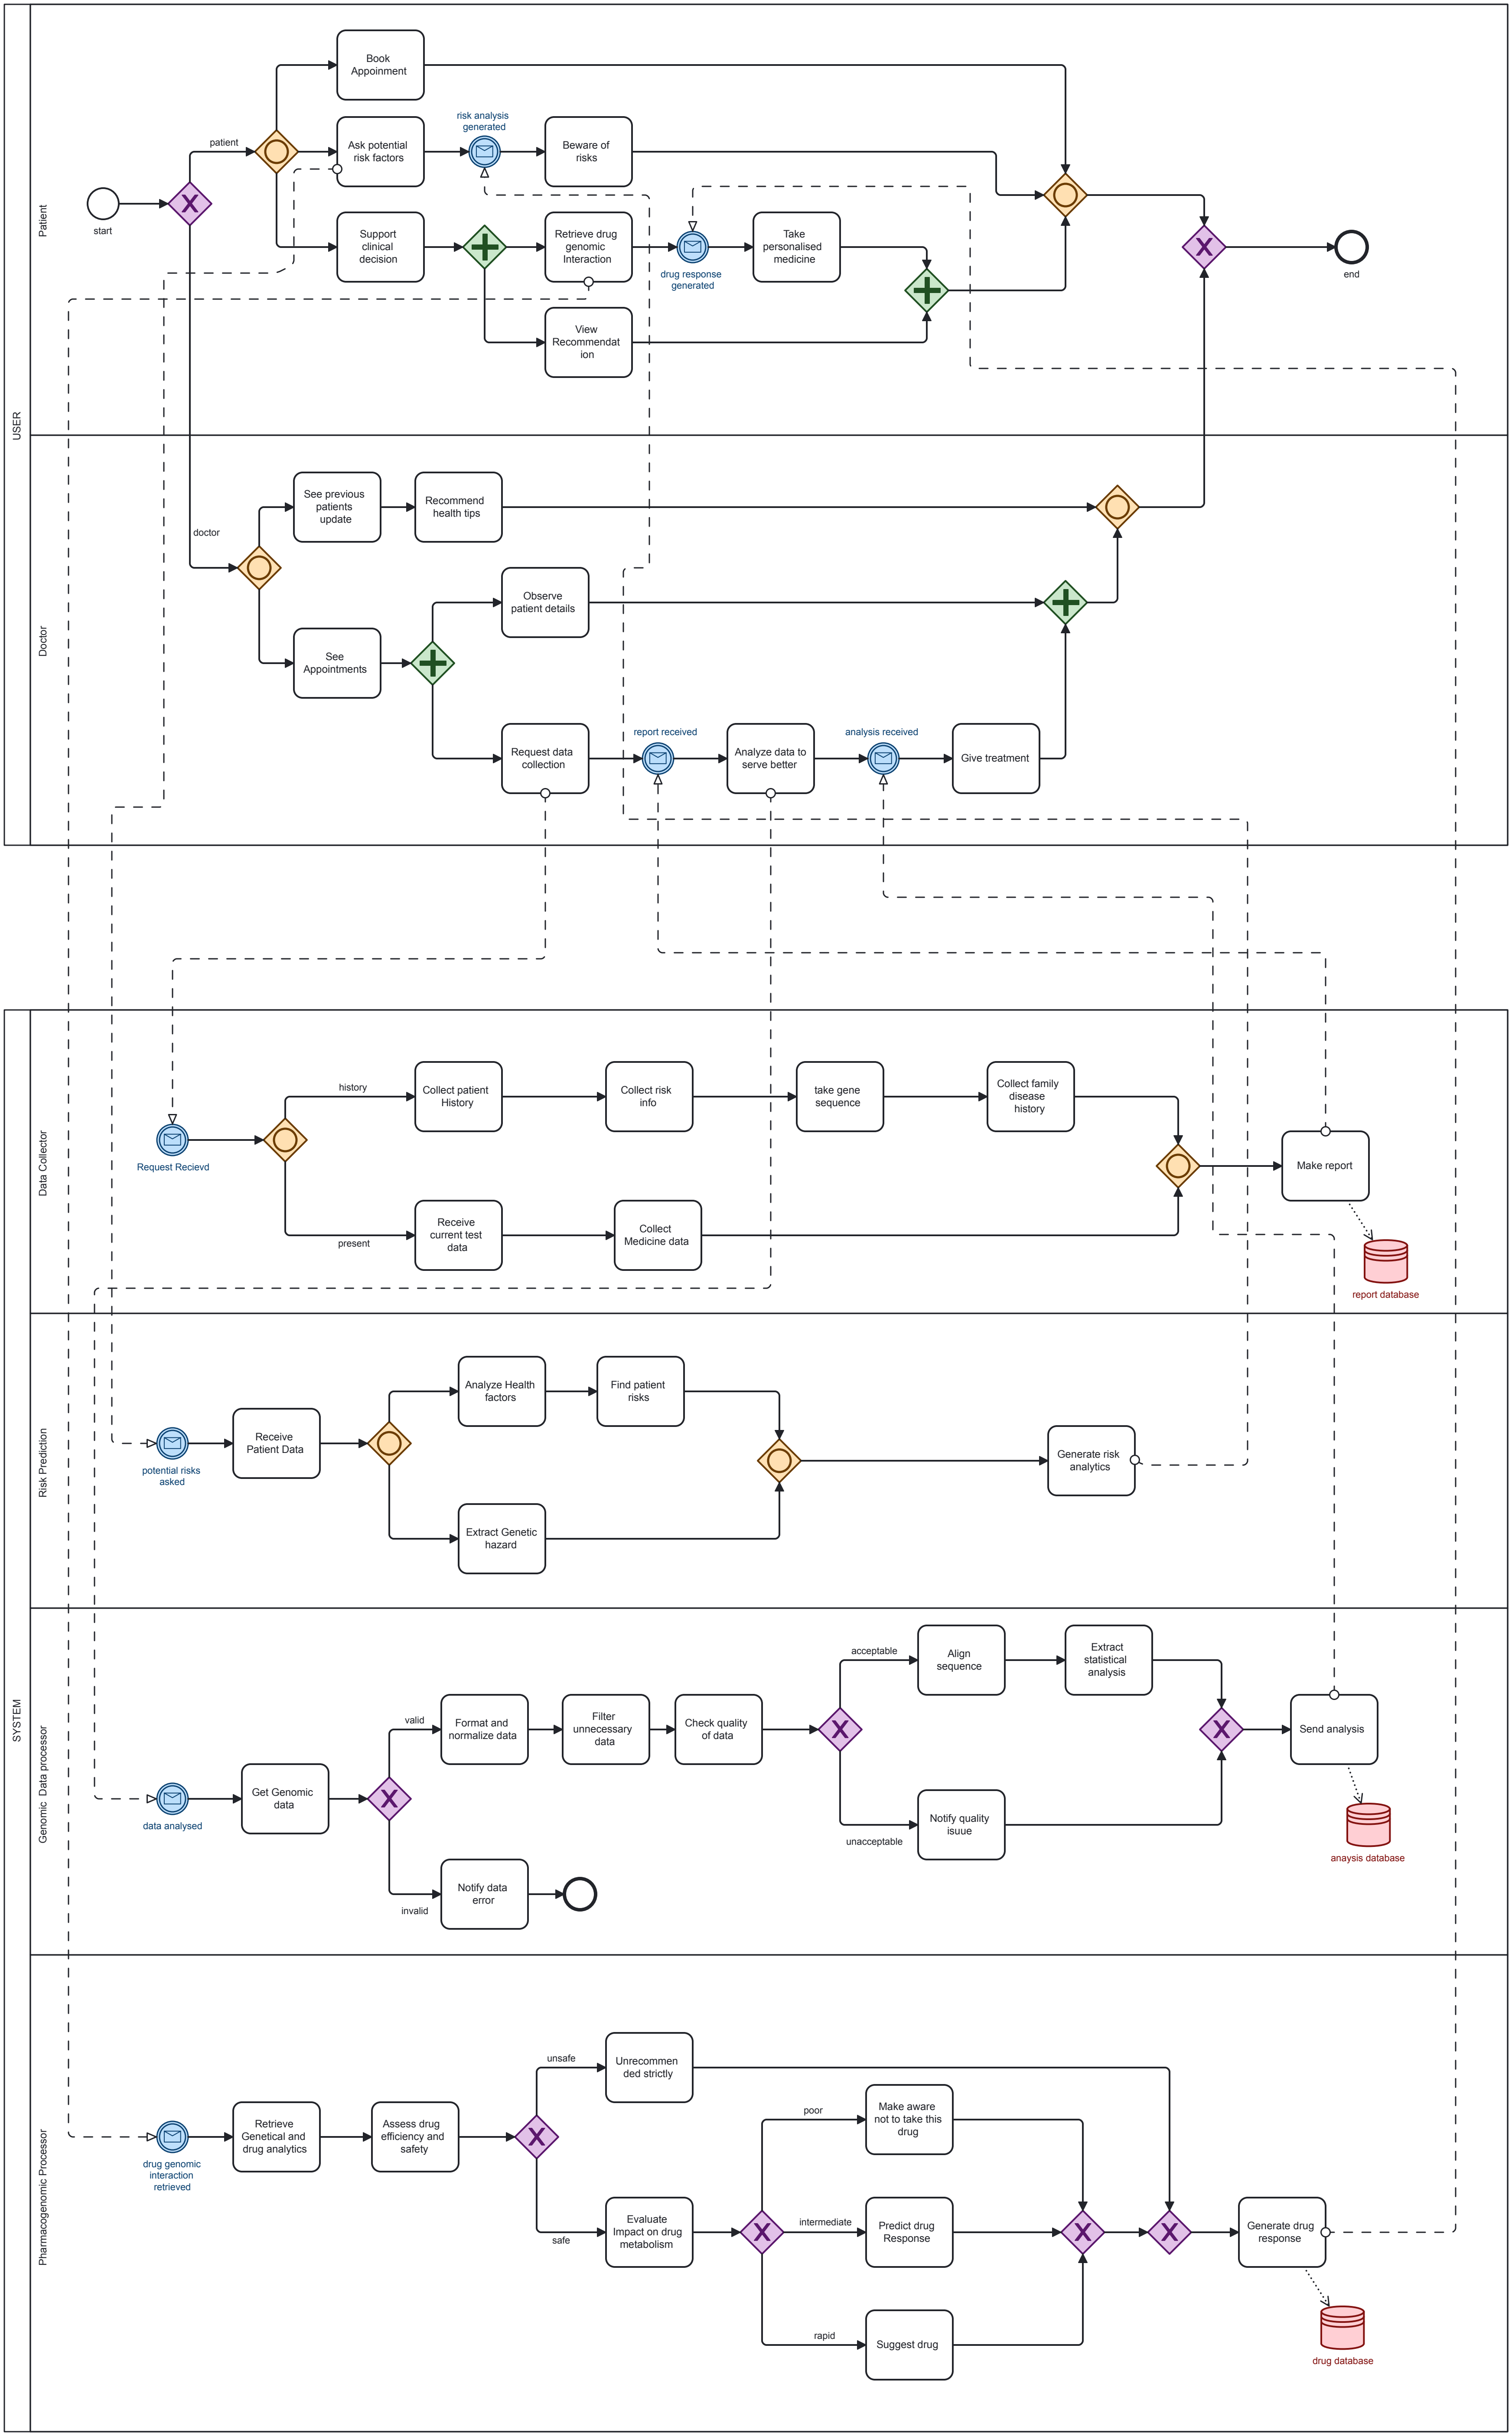 USER
Patient
start
patient
Book
Appoinment
Ask potential
risk factors
risk analysis
generated
Beware of
risks
Support
clinical
decision
Retrieve drug
genomic
Interaction
drug response
generated
Take
personalised
medicine
View
Recommendat
ion
end
Doctor
doctor
See previous
patients
update
Recommend
health tips
See
Appointments
Observe
patient details
Request data
collection
report received
Analyze data to
serve better
analysis received
Give treatment
SYSTEM
Data Collector
Request Recievd
history
Collect patient
History
Collect risk
info
take gene
sequence
Collect family
disease
history
present
Receive
current test
data
Collect
Medicine data
Make report
report database
Risk Prediction
potential risks
asked
Receive
Patient Data
Analyze Health
factors
Find patient
risks
Extract Genetic
hazard
Generate risk
analytics
Genomic Data processor
data analysed
Get Genomic
data
valid
Format and
normalize data
Filter
unnecessary
data
Check quality
of data
acceptable
Align
sequence
Extract
statistical
analysis
unacceptable
Notify quality
isuue
Send analysis
anaysis database
invalid
Notify data
error
Pharmacogenomic Processor
drug genomic
interaction
retrieved
Retrieve
Genetical and
drug analytics
Assess drug
efficiency and
safety
unsafe
Unrecommen
ded strictly
safe
Evaluate
Impact on drug
metabolism
poor
Make aware
not to take this
drug
intermediate
Predict drug
Response
rapid
Suggest drug
Generate drug
response
drug database